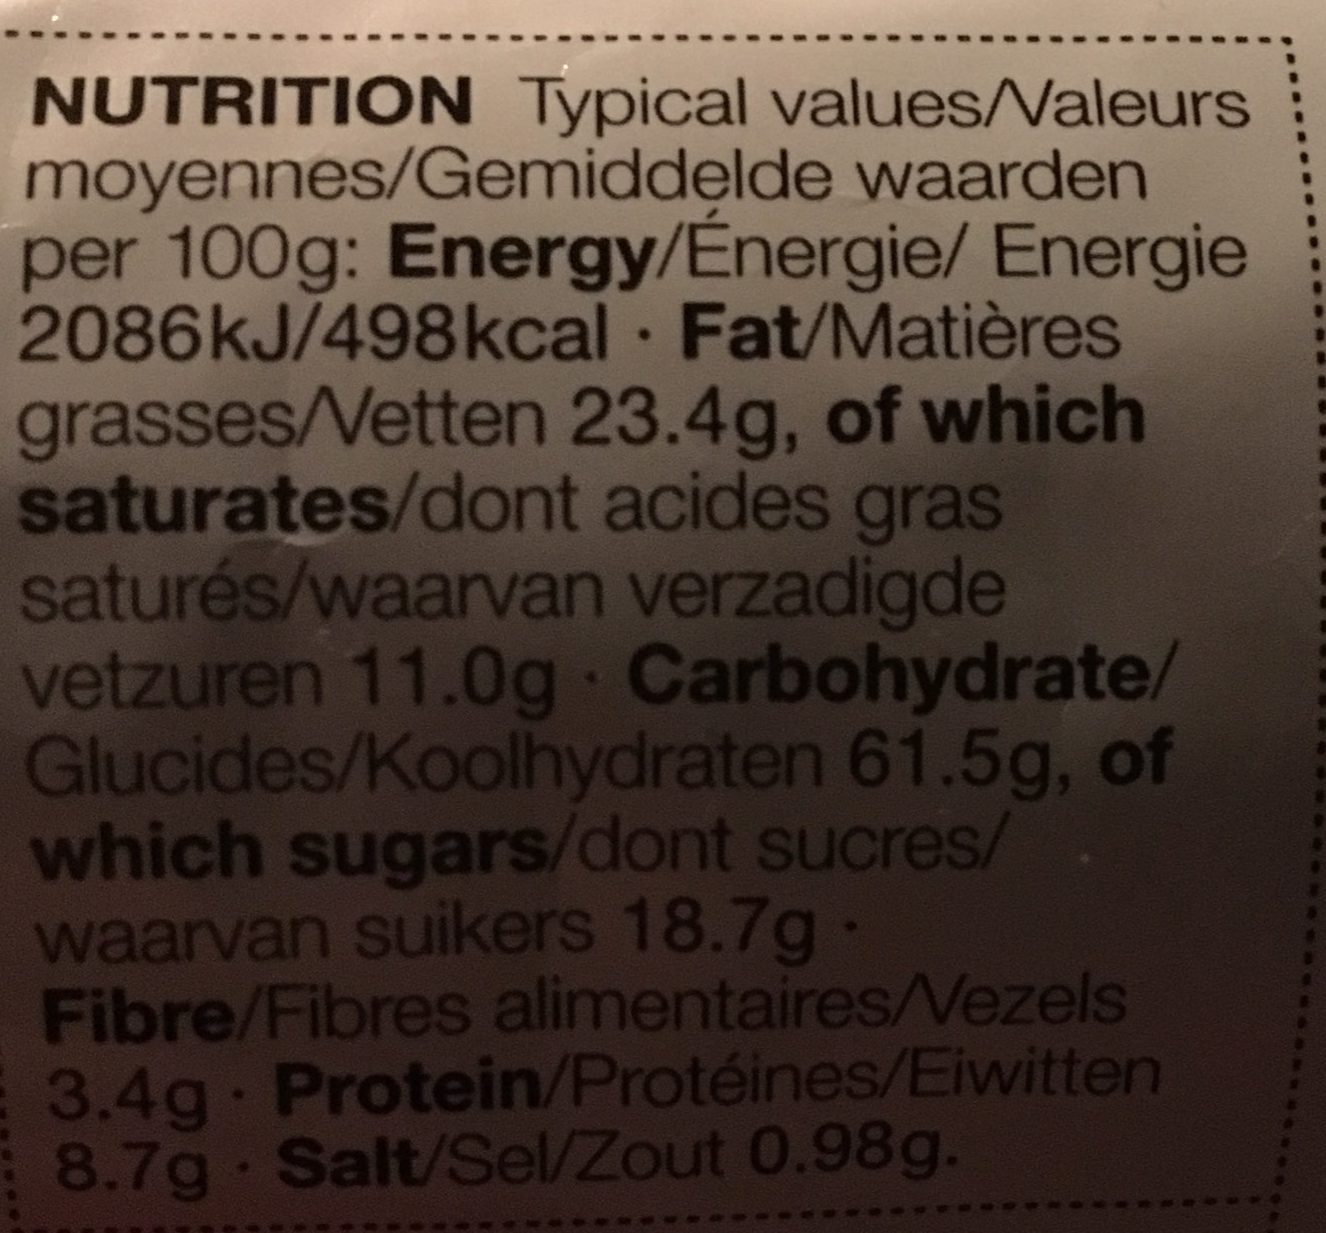 NUTRITION Typical values/Valeurs
moyennes/Gemiddelde waarden
per 100g: Energy/Énergie/ Energie
2086kJ/498kcal · Fat/Matières
grasses/Vetten 23.4g, of which
saturates/dont acides gras
saturés/waarvan verzadigde
vetzuren 11.0g · Carbohydrate/
Glucides/Koolhydraten 61.5g, of
which sugars/dont sucres/
waarvan suikers 18.7g ·
Fibre/Fibres alimentaires/Vezels
3.4g · Protein/Protéines/Eiwitten
8.7g · Salt/Sel/Zout 0.98g.